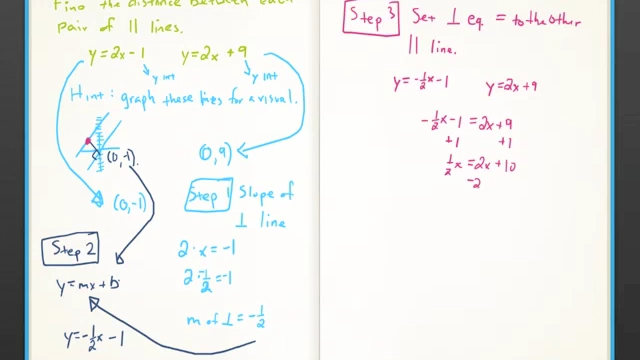 Find the distance between each
pair of || lines.
y = 2x - 1   y = 2x + 9
y int   y int
Hint: graph these lines for a visual.
(0, -1)
(0, 9)
(0, -1)
Step 1 Slope of
⊥ line
2 · x = -1
2 · -1/2 = -1
m of ⊥ = -1/2
Step 2
y = mx + b
y = -1/2x - 1
Step 3 Set ⊥ eq. = to the other
|| line.
y = -1/2x - 1   y = 2x + 9
-1/2x - 1 = 2x + 9
+1   +1
1/2x = 2x + 10
-2